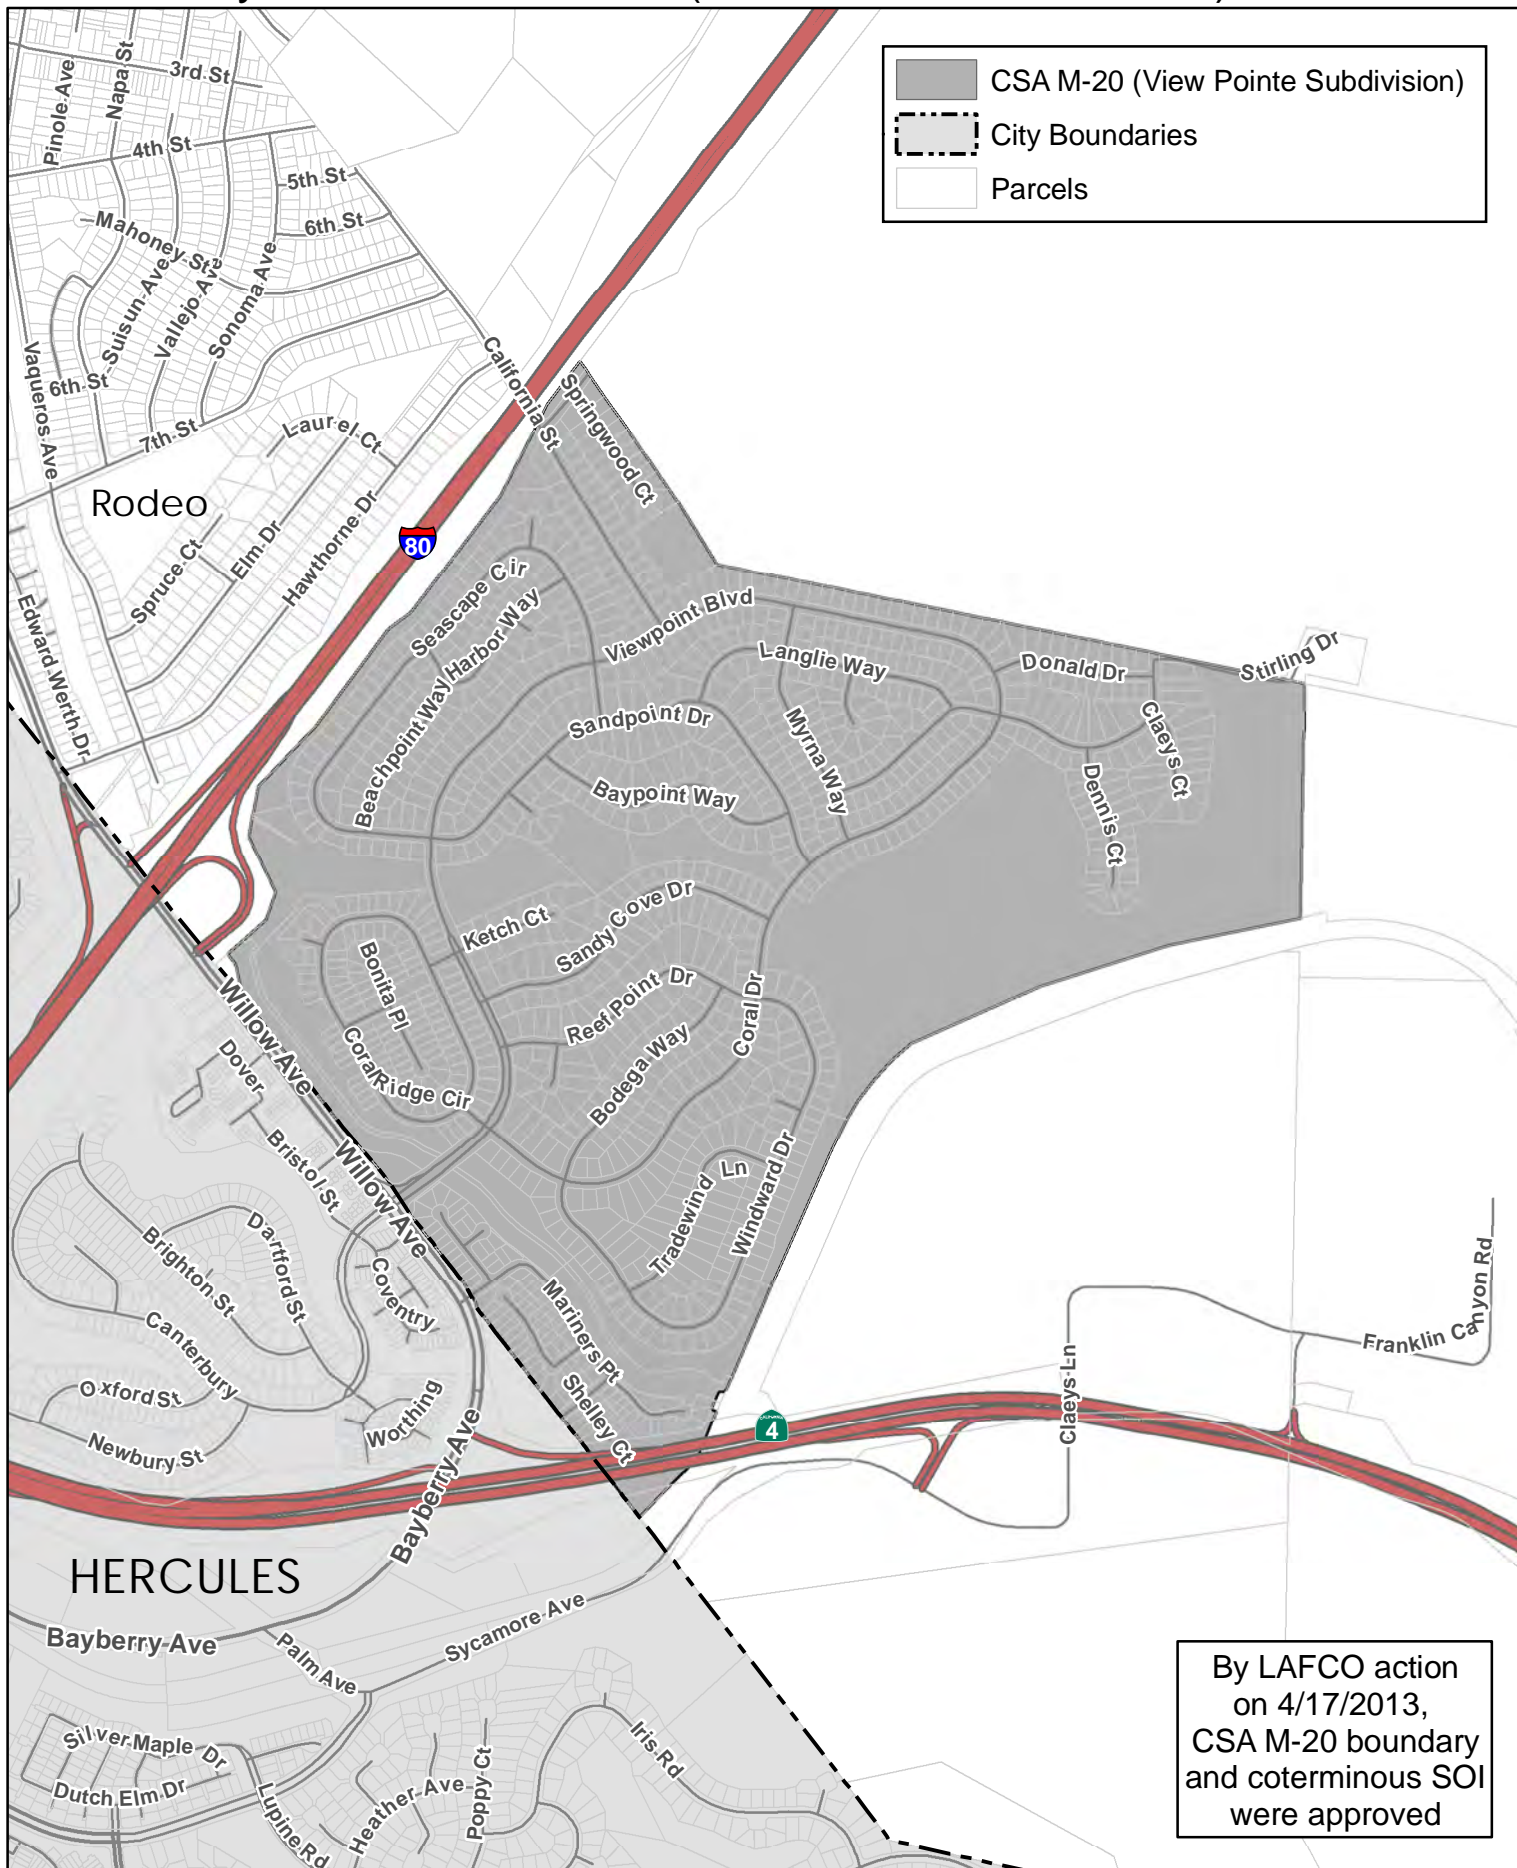 CSA M-20 (View Pointe Subdivision)
City Boundaries
Parcels
Pinole Ave
Napa St
3rd St
4th St
5th St
6th St
Mahoney St
Suisun Ave
Vallejo Ave
Sonoma Ave
Vaqueros Ave
6th St
7th St
Laurel Ct
California St
Springwood Ct
Rodeo
80
Spruce Ct
Elm Dr
Hawthorne Dr
Edward Werth Dr
Seascape Cir
Harbor Way
Beachpoint Way
Viewpoint Blvd
Langlie Way
Donald Dr
Stirling Dr
Sandpoint Dr
Myrna Way
Claeys Ct
Baypoint Way
Dennis Ct
Ketch Ct
Sandy Cove Dr
Bonita Pl
Reef Point Dr
Coral Dr
Willow Ave
Coral Ridge Cir
Bodega Way
Dover
Bristol St
Willow Ave
Tradewind Ln
Windward Dr
Dartford St
Brighton St
Coventry
Mariners Pt
Canterbury
Franklin Canyon Rd
Claeys Ln
Oxford St
Worthing
Shelley Ct
CALIFORNIA
4
Newbury St
Bayberry Ave
HERCULES
Bayberry Ave
Palm Ave
Sycamore Ave
Silver Maple Dr
Dutch Elm Dr
Lupine Rd
Heather Ave
Poppy Ct
Iris Rd
By LAFCO action
on 4/17/2013,
CSA M-20 boundary
and coterminous SOI
were approved